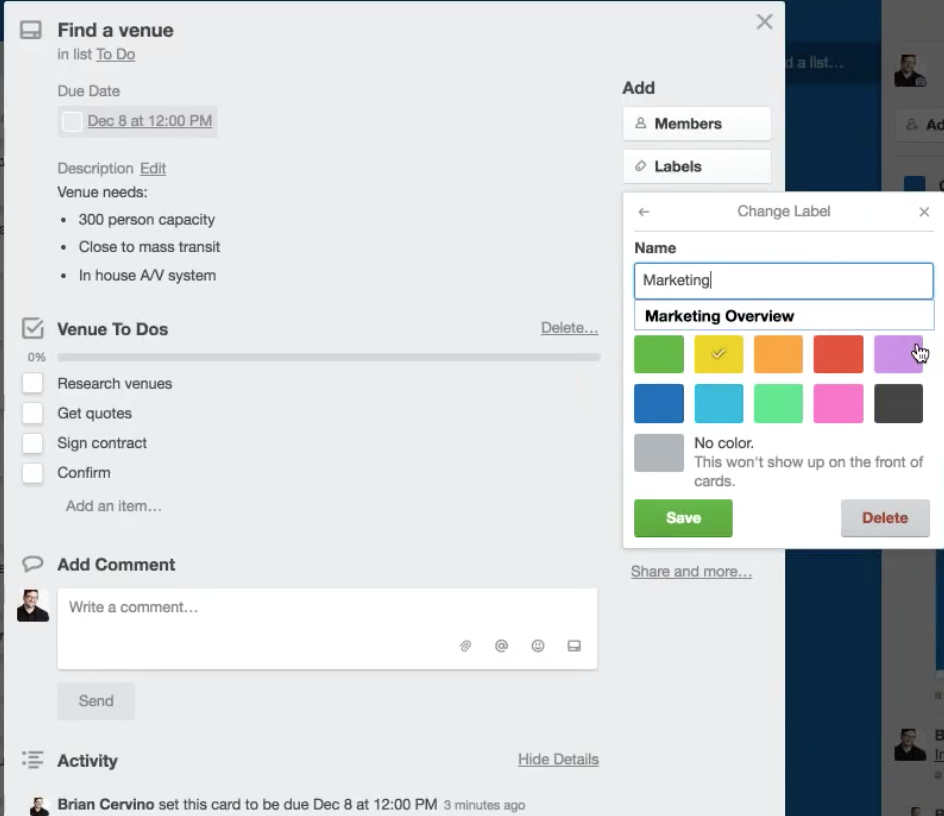 Find a venue
in list To Do
Due Date
Dec 8 at 12:00 PM
Description Edit
Venue needs:
• 300 person capacity
• Close to mass transit
• In house A/V system
Venue To Dos
Delete…
0%
Research venues
Get quotes
Sign contract
Confirm
Add an item…
Add Comment
Write a comment…
@
Send
Activity
Hide Details
Brian Cervino set this card to be due Dec 8 at 12:00 PM 3 minutes ago
Add
Members
Labels
Change Label
Name
Marketing
Marketing Overview
No color.
This won't show up on the front of
cards.
Save
Delete
Share and more…
d a list…
Ad